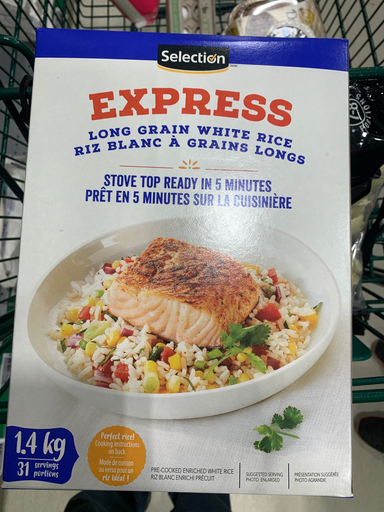 Selection
EXPRESS
LONG GRAIN WHITE RICE
RIZ BLANC À GRAINS LONGS
STOVE TOP READY IN 5 MINUTES
PRÊT EN 5 MINUTES SUR LA CUISINIÈRE
1.4 kg
31 servings
portions
Perfect rice!
Cooking instructions
on back.
Mode de cuisson
au verso pour un
riz idéal !
PRE-COOKED ENRICHED WHITE RICE
RIZ BLANC ENRICHI PRÉCUIT
SUGGESTED SERVING
PHOTO ENLARGED
PRÉSENTATION SUGGÉRÉE
PHOTO AGRANDIE